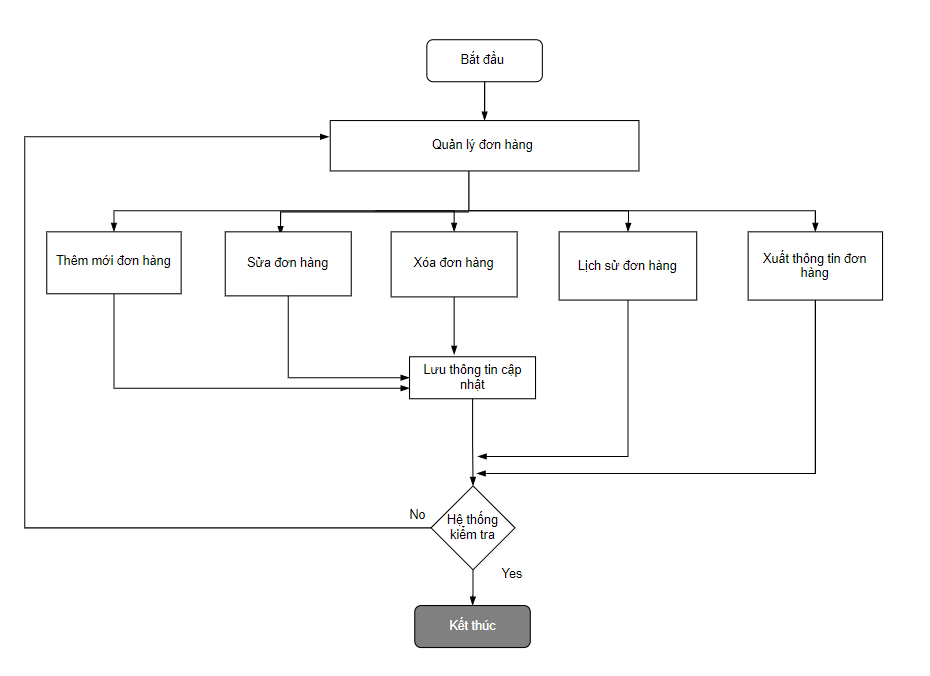 Bắt đầu
Quản lý đơn hàng
Thêm mới đơn hàng
Sửa đơn hàng
Xóa đơn hàng
Lịch sử đơn hàng
Xuất thông tin đơn
hàng
Lưu thông tin cập
nhật
No
Hệ thống
kiểm tra
Yes
Kết thúc